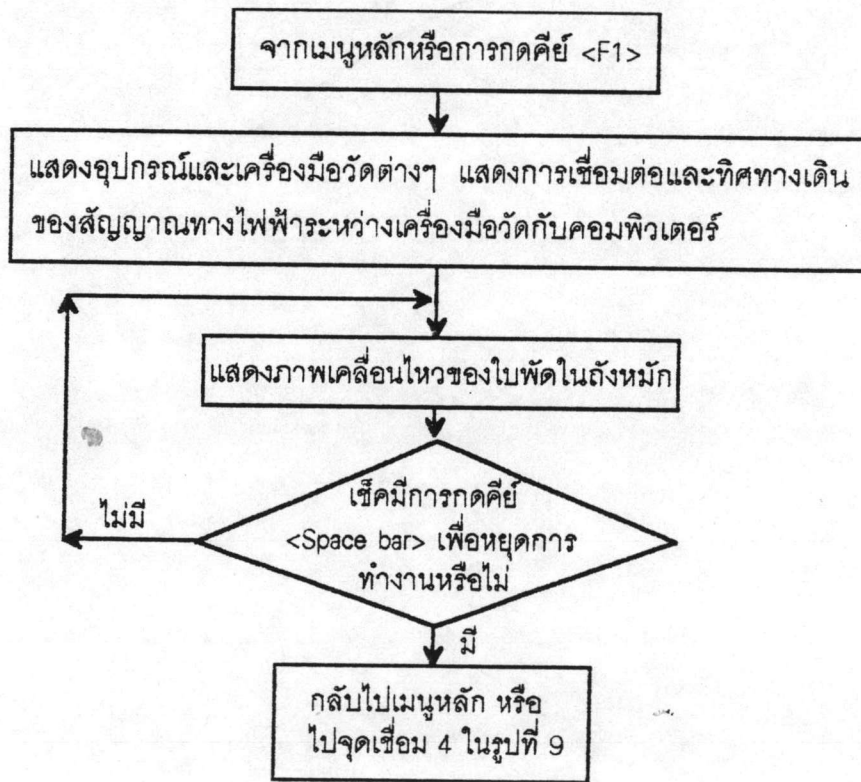 จากเมนูหลักหรือการกดคีย์ <F1>
แสดงอุปกรณ์และเครื่องมือวัดต่างๆ แสดงการเชื่อมต่อและทิศทางเดิน
ของสัญญาณทางไฟฟ้าระหว่างเครื่องมือวัดกับคอมพิวเตอร์
แสดงภาพเคลื่อนไหวของใบพัดในถังหมัก
เช็คมีการกดคีย์
<Space bar> เพื่อหยุดการ
ทำงานหรือไม่
ไม่มี
มี
กลับไปเมนูหลัก หรือ
ไปจุดเชื่อม 4 ในรูปที่ 9